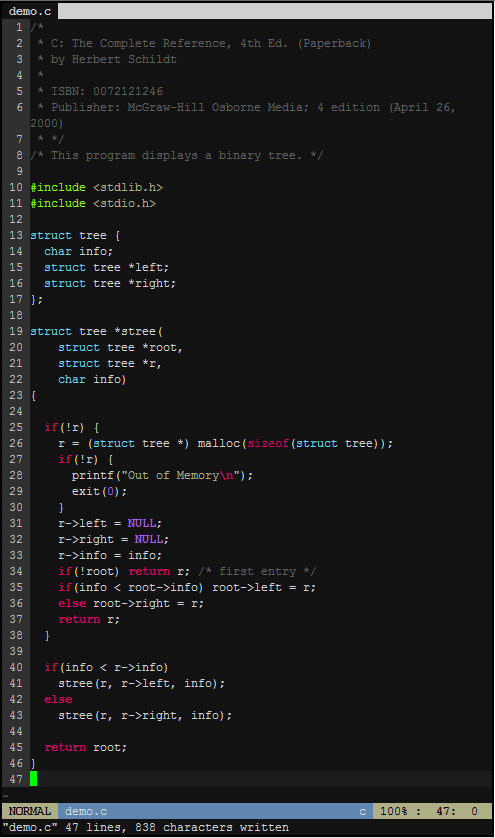 demo.c
1 /*
2  * C: The Complete Reference, 4th Ed. (Paperback)
3  * by Herbert Schildt
4  *
5  * ISBN: 0072121246
6  * Publisher: McGraw-Hill Osborne Media; 4 edition (April 26,
2000)
7  * */
8 /* This program displays a binary tree. */
9
10 #include <stdlib.h>
11 #include <stdio.h>
12
13 struct tree {
14   char info;
15   struct tree *left;
16   struct tree *right;
17 };
18
19 struct tree *stree(
20     struct tree *root,
21     struct tree *r,
22     char info)
23 {
24
25   if(!r) {
26     r = (struct tree *) malloc(sizeof(struct tree));
27     if(!r) {
28       printf("Out of Memory\n");
29       exit(0);
30     }
31     r->left = NULL;
32     r->right = NULL;
33     r->info = info;
34     if(!root) return r; /* first entry */
35     if(info < root->info) root->left = r;
36     else root->right = r;
37     return r;
38   }
39
40   if(info < r->info)
41     stree(r, r->left, info);
42   else
43     stree(r, r->right, info);
44
45   return root;
46 }
47
~
NORMAL demo.c c 100% : 47: 0
"demo.c" 47 lines, 838 characters written